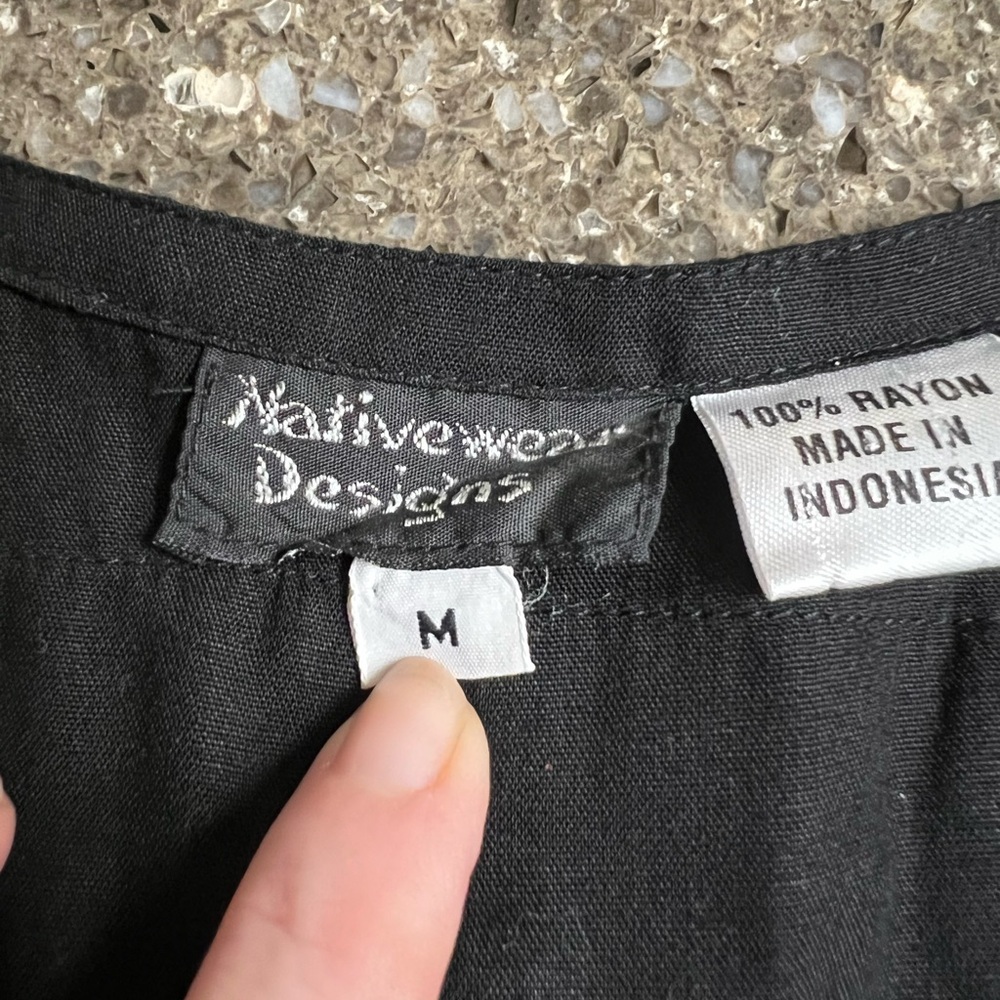 Nativewear
Designs
M
100% RAYON
MADE IN
INDONESIA